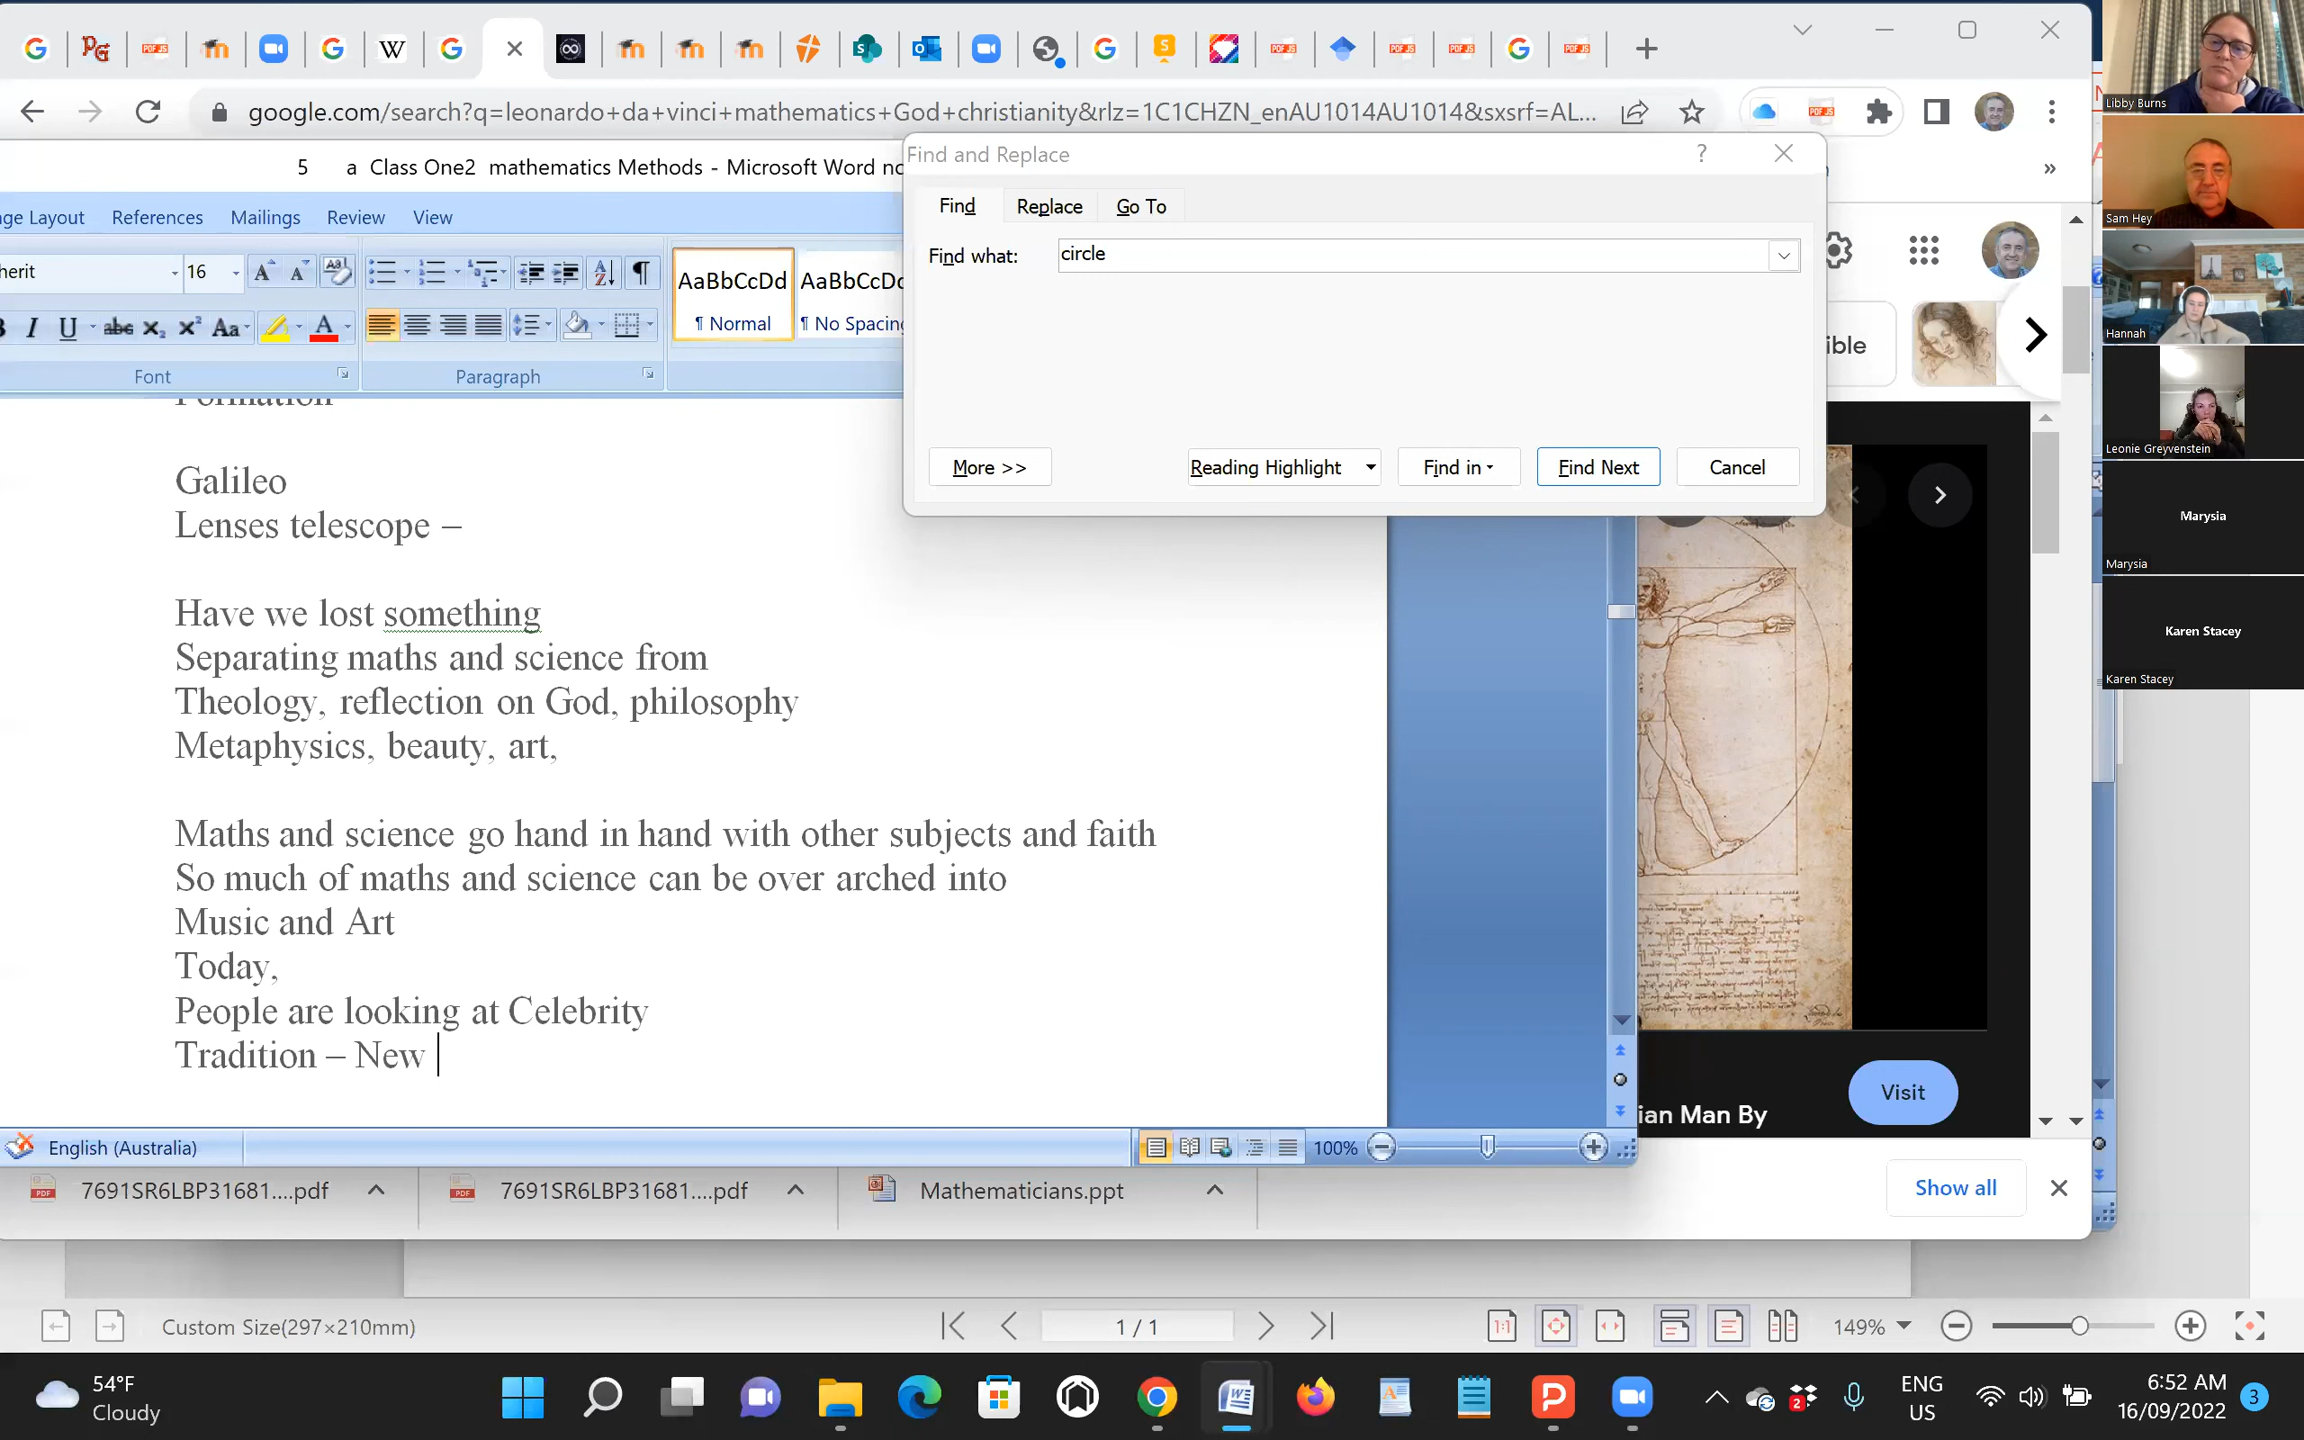 google.com/search?q=leonardo+da+vinci+mathematics+God+christianity&rlz=1C1CHZN_enAU1014AU1014&sxsrf=AL...
5 a Class One2 mathematics Methods - Microsoft Word
Layout References Mailings Review View
16
AaBbCcDd AaBbCcDd
¶ Normal ¶ No Spacing
Font Paragraph
Find and Replace
Find Replace Go To
Find what: circle
More >> Reading Highlight Find in Find Next Cancel
Formation
Galileo
Lenses telescope –
Have we lost something
Separating maths and science from
Theology, reflection on God, philosophy
Metaphysics, beauty, art,
Maths and science go hand in hand with other subjects and faith
So much of maths and science can be over arched into
Music and Art
Today,
People are looking at Celebrity
Tradition – New
English (Australia) 100%
ian Man By
Visit
7691SR6LBP31681....pdf 7691SR6LBP31681....pdf Mathematicians.ppt Show all
Custom Size(297×210mm) 1 / 1 149%
54°F
Cloudy
ENG
US
6:52 AM
16/09/2022
3
Libby Burns
Sam Hey
Hannah
Leonie Greyvenstein
Marysia
Marysia
Karen Stacey
Karen Stacey